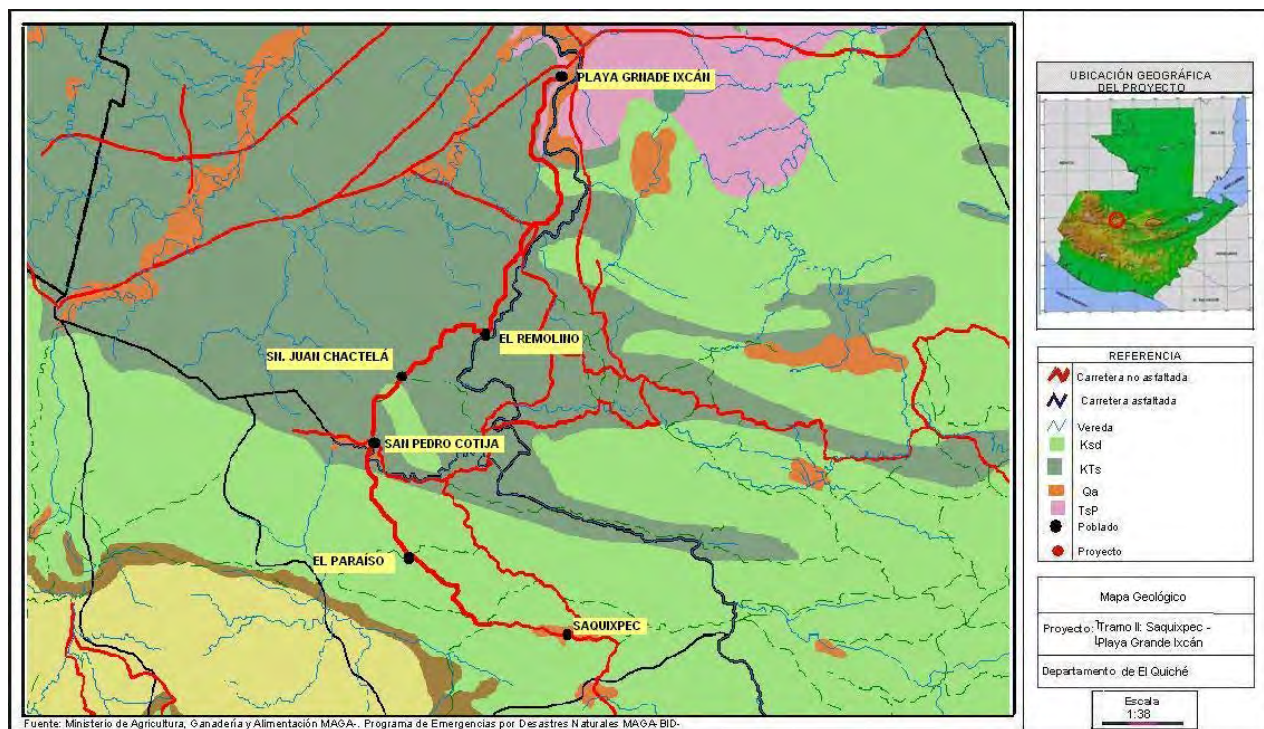 PLAYA GRNADE IXCÁN
EL REMOLINO
SN. JUAN CHACTELÁ
SAN PEDRO COTIJA
EL PARAÍSO
SAQUIXPEC
Fuente: Ministerio de Agricultura, Ganadería y Alimentación MAGA-. Programa de Emergencias por Desastres Naturales MAGA-BID-
UBICACIÓN GEOGRÁFICA
DEL PROYECTO
REFERENCIA
Carretera no asfaltada
Carretera asfaltada
Vereda
Ksd
KTs
Qa
TsP
Poblado
Proyecto
Mapa Geológico
Proyecto: Tramo II: Saquixpec -
Playa Grande Ixcán
Departamento de El Quiché
Escala
1:38